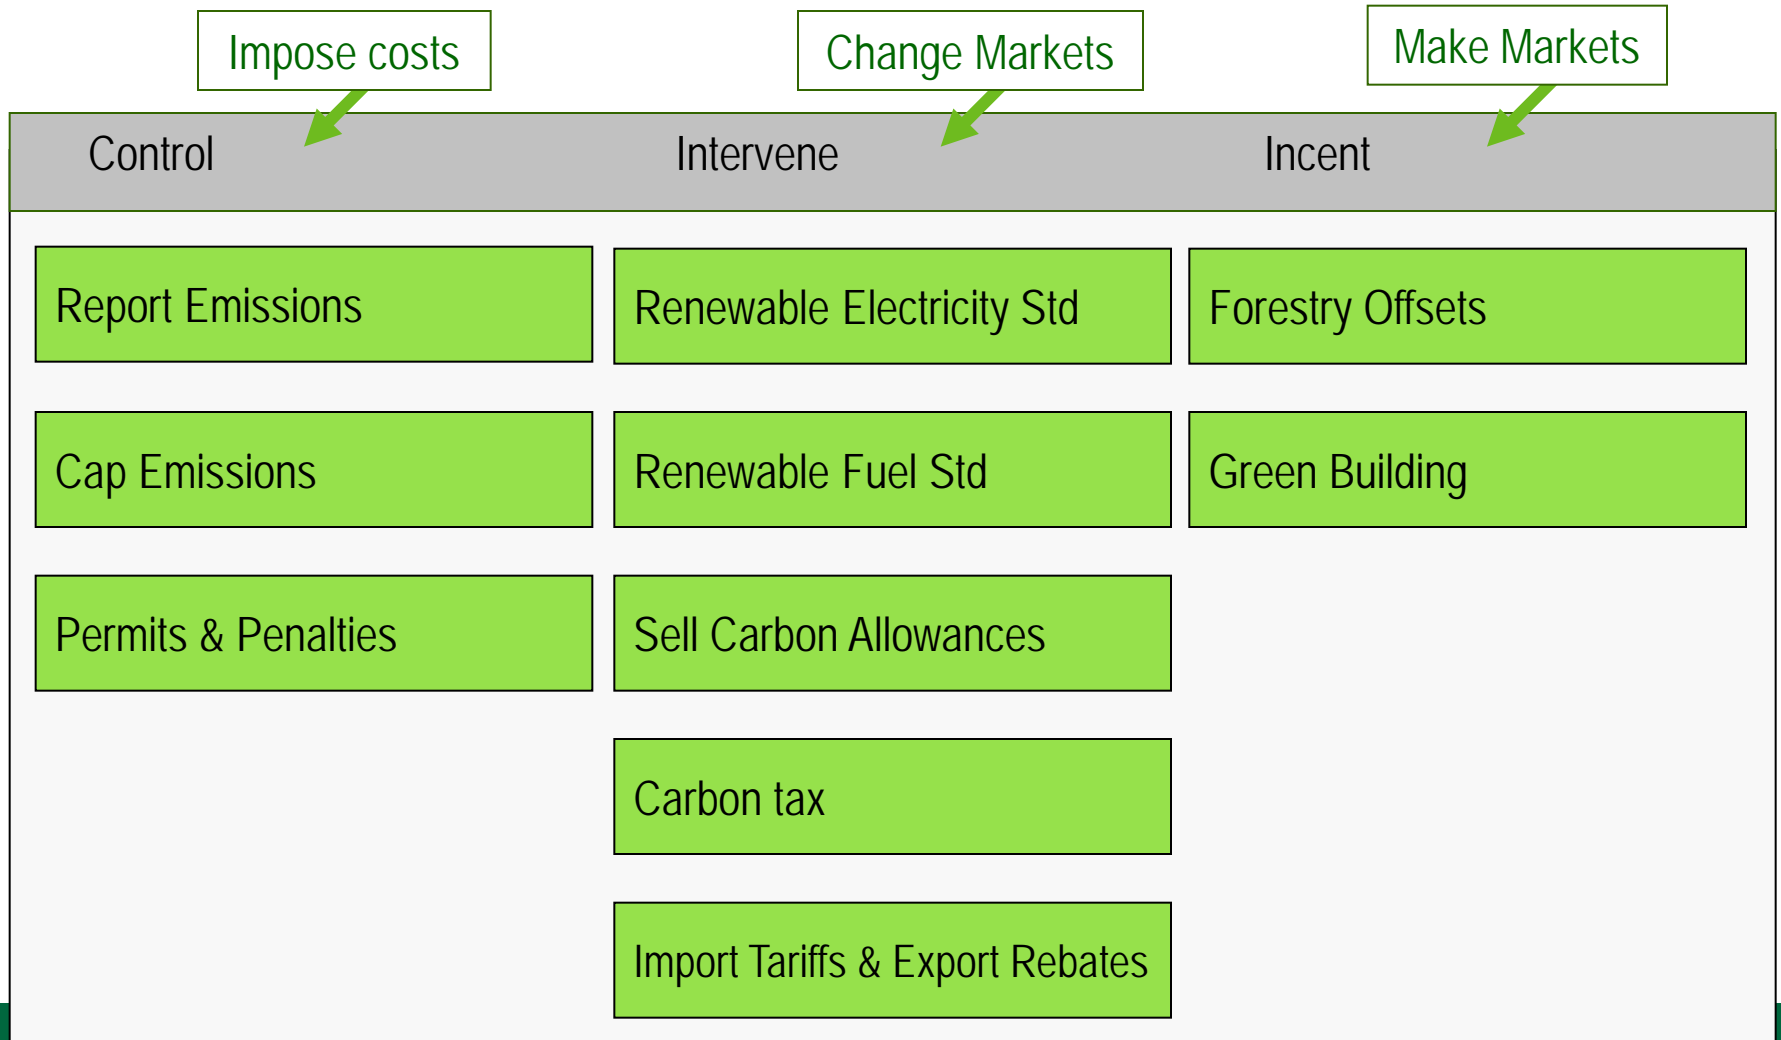 Impose costs
Change Markets
Make Markets
Control
Intervene
Incent
Report Emissions
Renewable Electricity Std
Forestry Offsets
Cap Emissions
Renewable Fuel Std
Green Building
Permits & Penalties
Sell Carbon Allowances
Carbon tax
Import Tariffs & Export Rebates